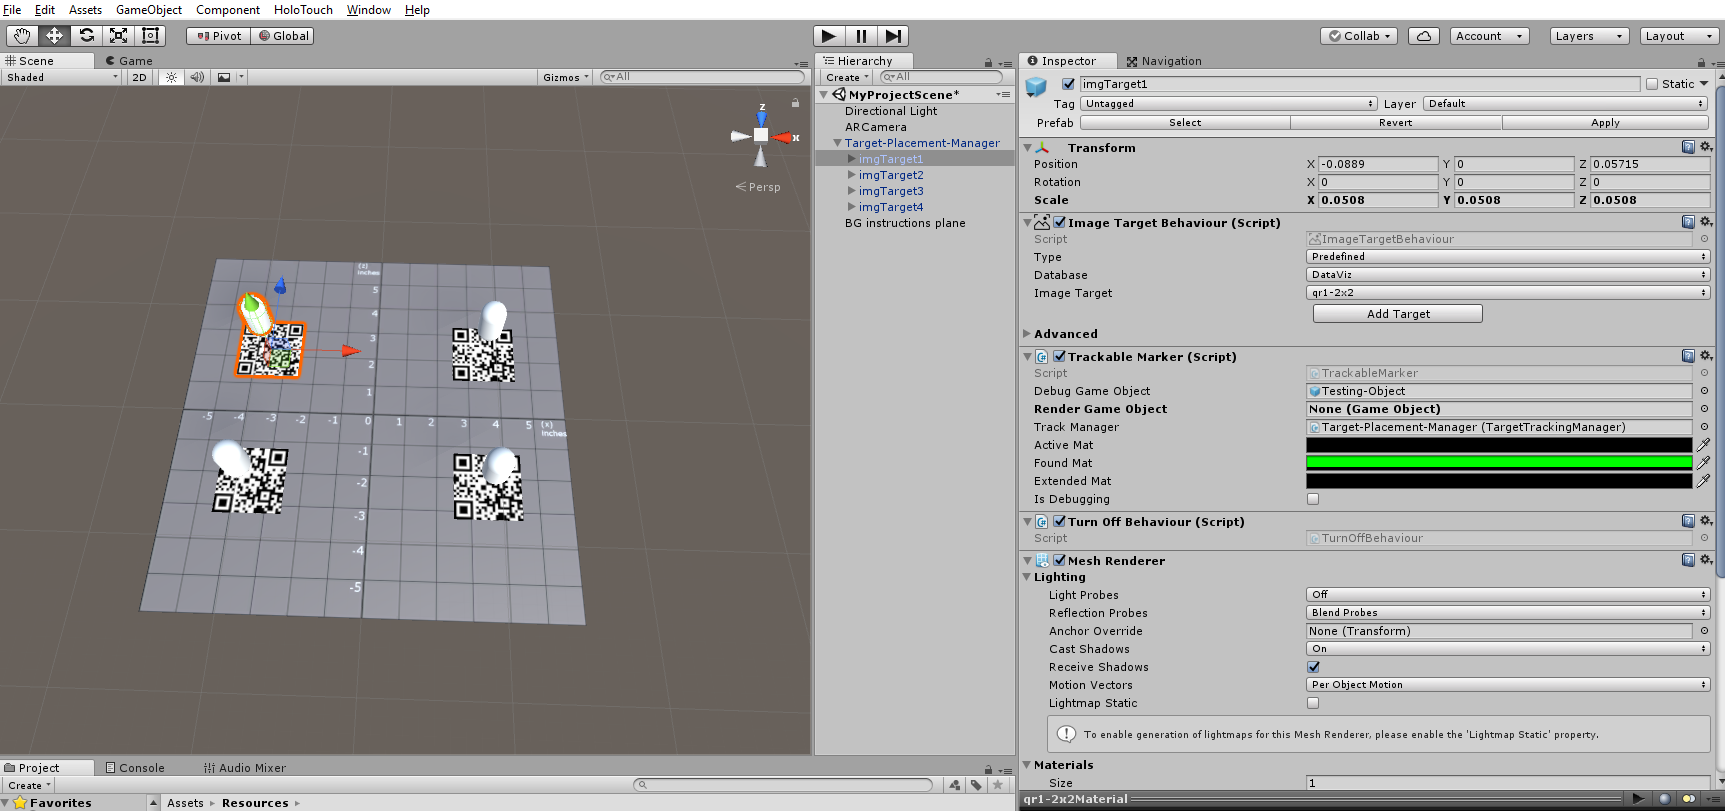 File Edit Assets GameObject Component HoloTouch Window Help
Pivot Global Collab Account Layers Layout
Scene Game
Shaded 2D Gizmos All
z
x
Persp
(z)
inches
5
4
3
2
1
-5 -4 -3 -2 -1 0 1 2 3 4 5 (x)
inches
-1
-2
-3
-4
-5
Hierarchy
Create All
MyProjectScene*
Directional Light
ARCamera
Target-Placement-Manager
imgTarget1
imgTarget2
imgTarget3
imgTarget4
BG instructions plane
Inspector Navigation
imgTarget1 Static
Tag Untagged Layer Default
Prefab Select Revert Apply
Transform
Position X -0.0889 Y 0 Z 0.05715
Rotation X 0 Y 0 Z 0
Scale X 0.0508 Y 0.0508 Z 0.0508
Image Target Behaviour (Script)
Script ImageTargetBehaviour
Type Predefined
Database DataViz
Image Target qr1-2x2
Add Target
Advanced
Trackable Marker (Script)
Script TrackableMarker
Debug Game Object Testing-Object
Render Game Object None (Game Object)
Track Manager Target-Placement-Manager (TargetTrackingManager)
Active Mat
Found Mat
Extended Mat
Is Debugging
Turn Off Behaviour (Script)
Script TurnOffBehaviour
Mesh Renderer
Lighting
Light Probes Off
Reflection Probes Blend Probes
Anchor Override None (Transform)
Cast Shadows On
Receive Shadows
Motion Vectors Per Object Motion
Lightmap Static
To enable generation of lightmaps for this Mesh Renderer, please enable the 'Lightmap Static' property.
Materials
Size 1
qr1-2x2Material
Project Console Audio Mixer
Create
Favorites Assets Resources